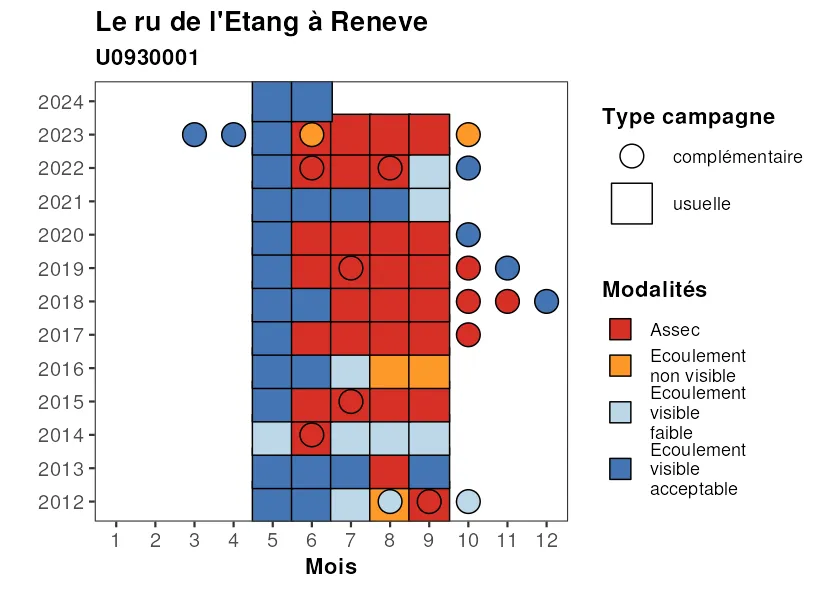 Le ru de l'Etang à Reneve
U0930001
2024
2023
2022
2021
2020
2019
2018
2017
2016
2015
2014
2013
2012
1 2 3 4 5 6 7 8 9 10 11 12
Mois
Type campagne
complémentaire
usuelle
Modalités
Assec
Ecoulement
non visible
Ecoulement
visible
faible
Ecoulement
visible
acceptable